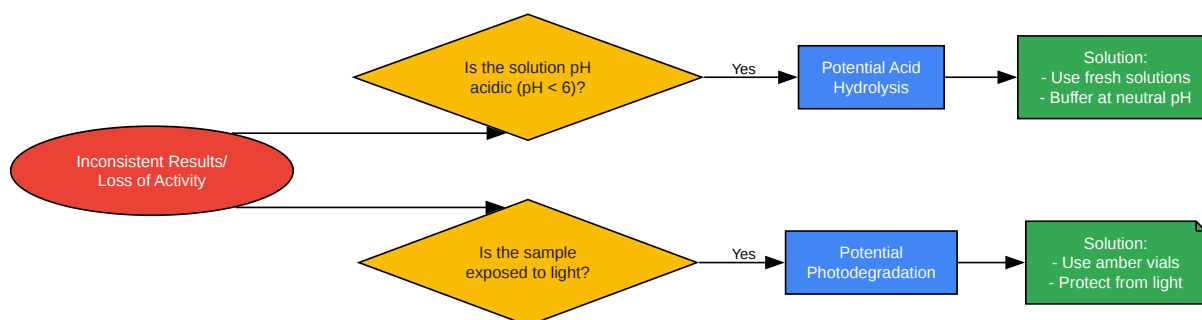 Inconsistent Results/
Loss of Activity
Is the solution pH
acidic (pH < 6)?
Yes
Potential Acid
Hydrolysis
Solution:
- Use fresh solutions
- Buffer at neutral pH
Is the sample
exposed to light?
Yes
Potential
Photodegradation
Solution:
- Use amber vials
- Protect from light